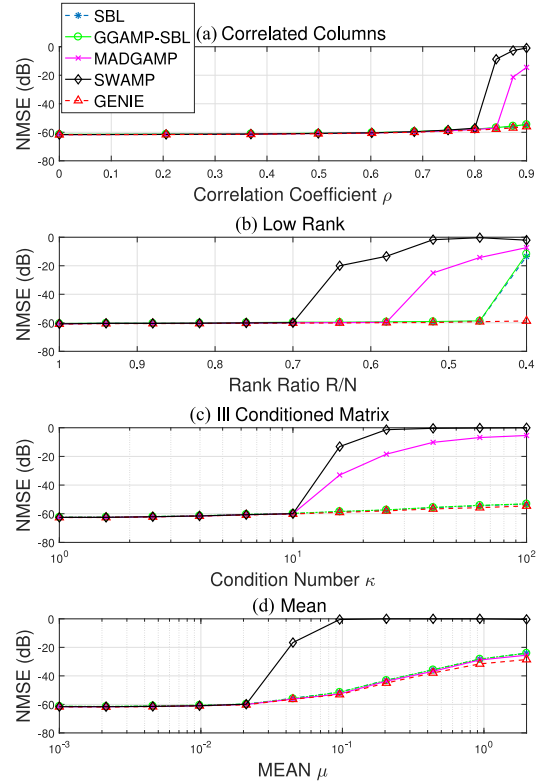 SBL
GGAMP-SBL
MADGAMP
SWAMP
GENIE
(a) Correlated Columns
NMSE (dB)
0
-20
-40
-60
-80
0 0.1 0.2 0.3 0.4 0.5 0.6 0.7 0.8 0.9
Correlation Coefficient ρ
(b) Low Rank
NMSE (dB)
0
-20
-40
-60
-80
1 0.9 0.8 0.7 0.6 0.5 0.4
Rank Ratio R/N
(c) Ill Conditioned Matrix
NMSE (dB)
0
-20
-40
-60
-80
10^0 10^1 10^2
Condition Number κ
(d) Mean
NMSE (dB)
0
-20
-40
-60
-80
10^-3 10^-2 10^-1 10^0
MEAN μ